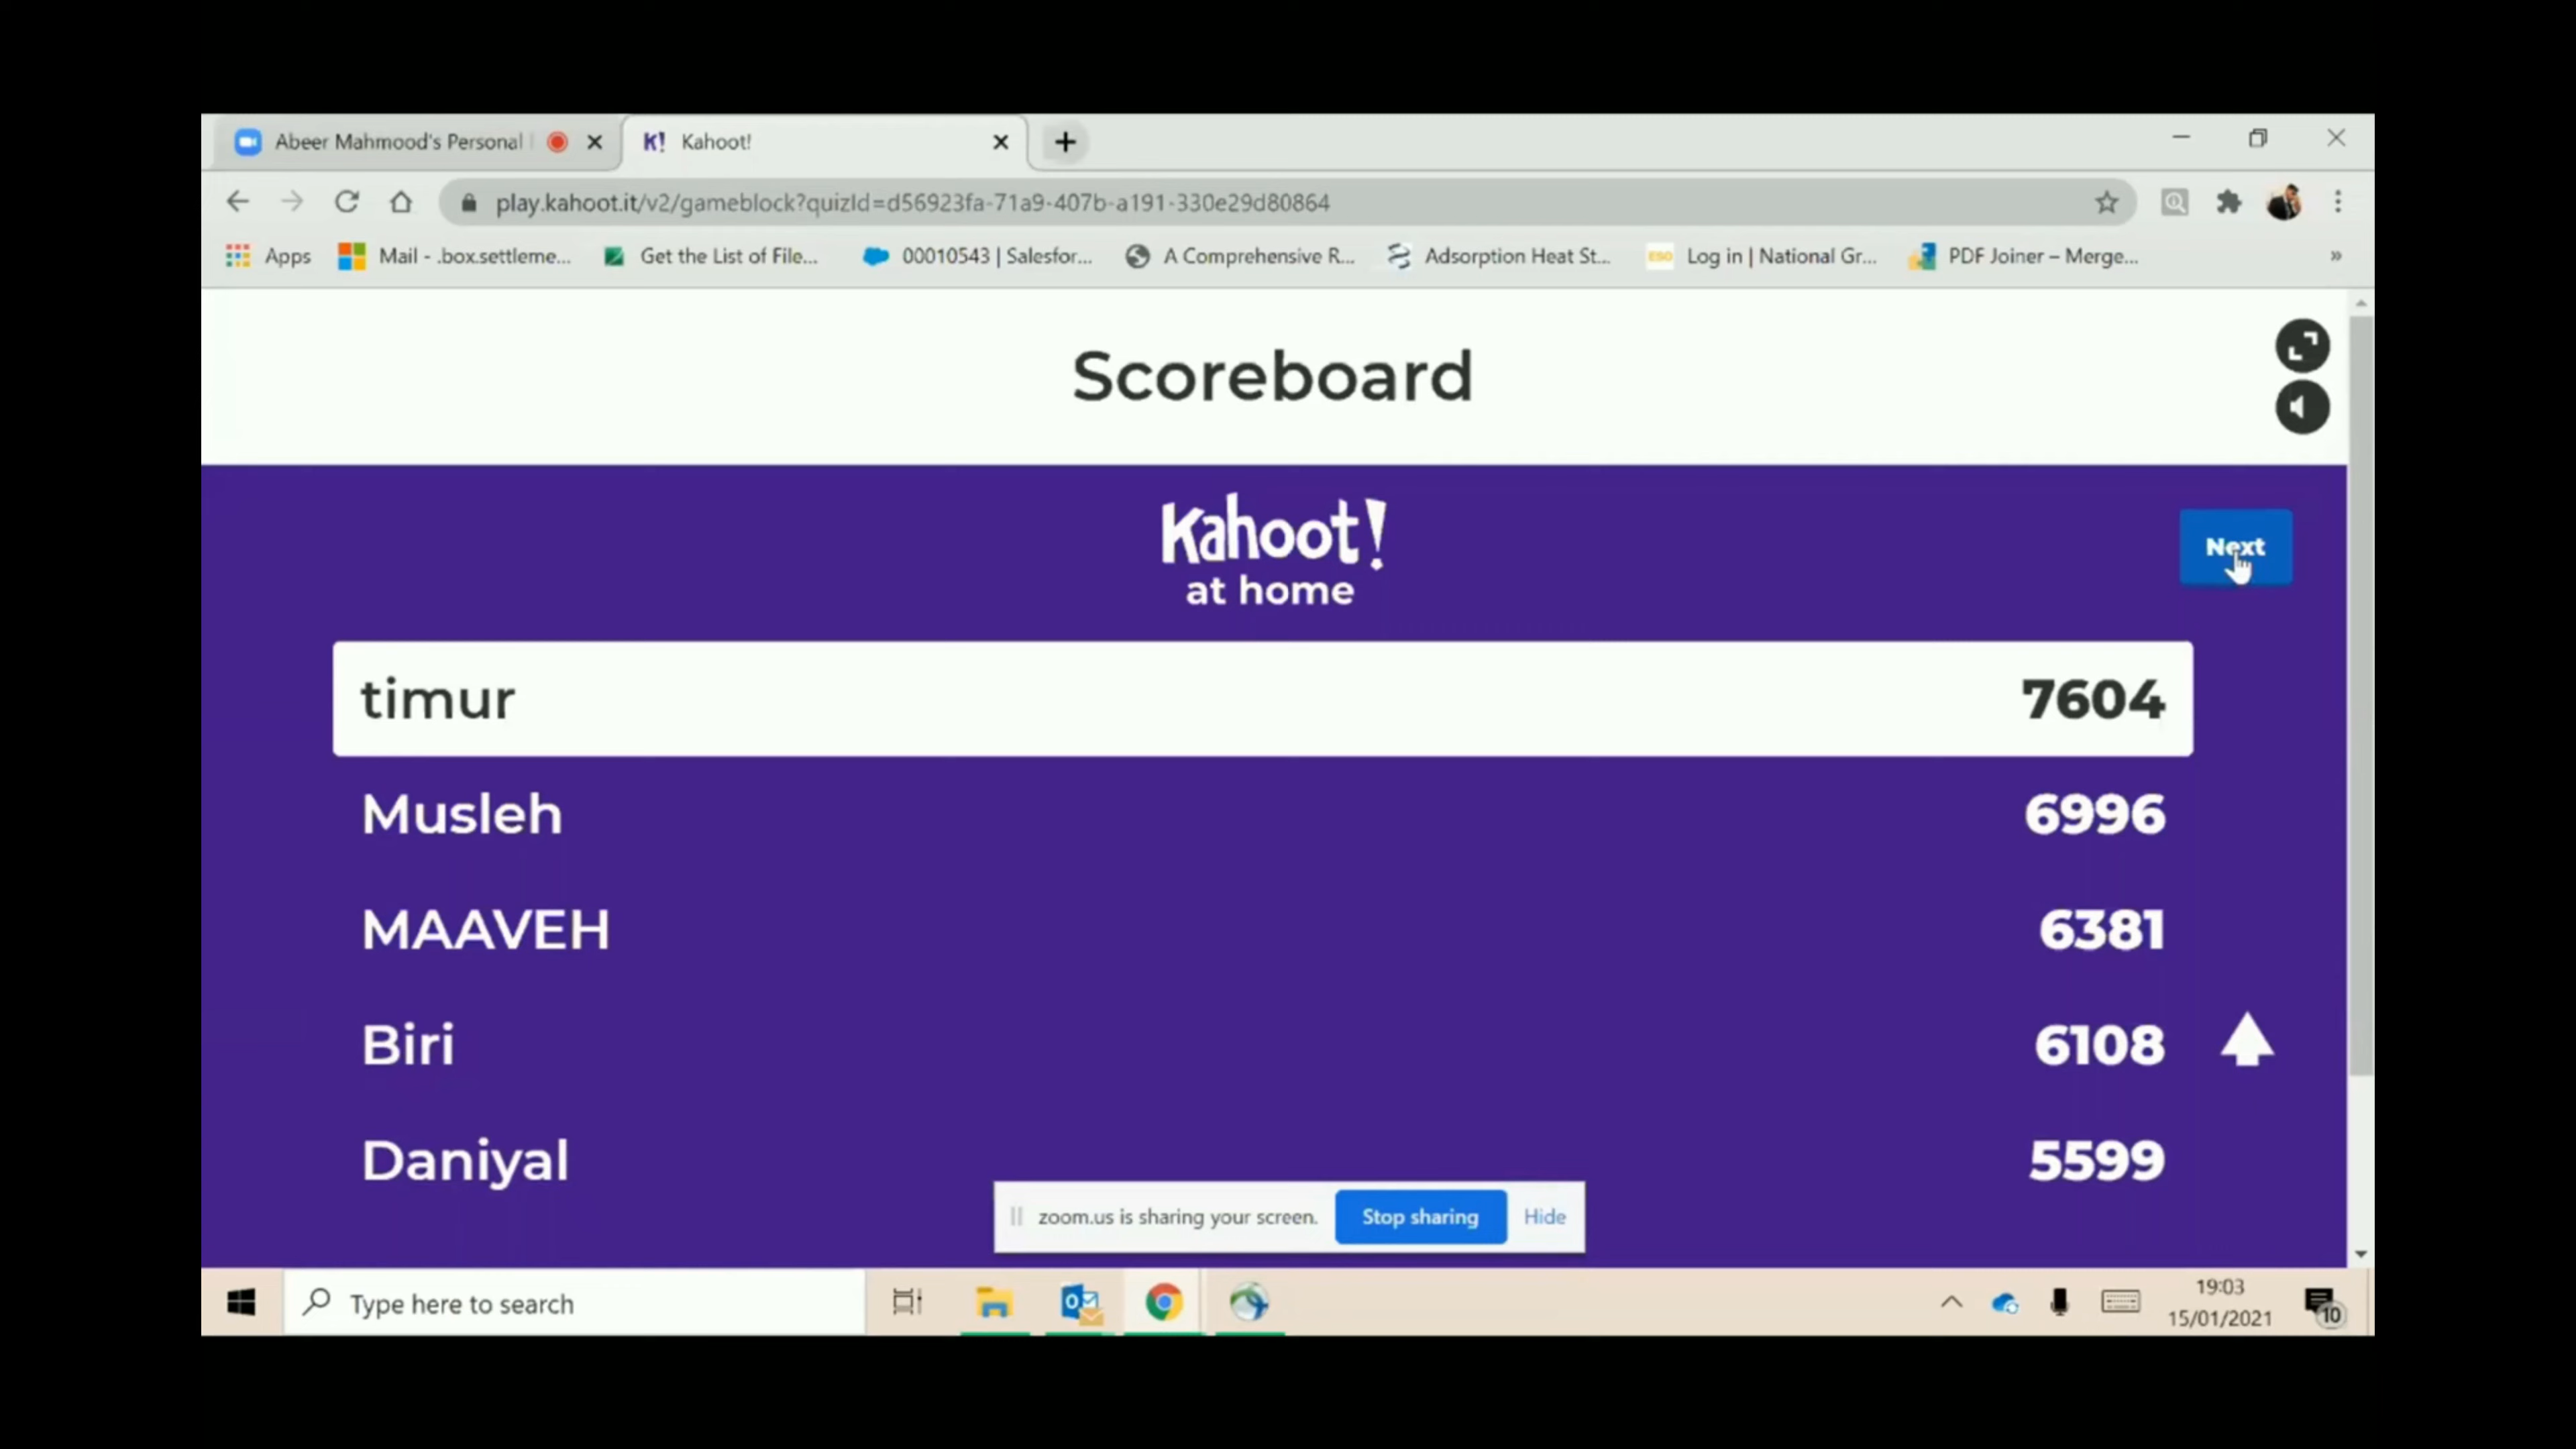 Abeer Mahmood's Personal
K! Kahoot!
play.kahoot.it/v2/gameblock?quizId=d56923fa-71a9-407b-a191-330e29d80864
Apps Mail - .box.settleme... Get the List of File... 00010543 | Salesfor... A Comprehensive R... Adsorption Heat St... ESO Log in | National Gr... PDF Joiner – Merge... »
Scoreboard
Kahoot!
at home
Next
timur 7604
Musleh 6996
MAAVEH 6381
Biri 6108
Daniyal 5599
zoom.us is sharing your screen. Stop sharing Hide
Type here to search
19:03
15/01/2021
10